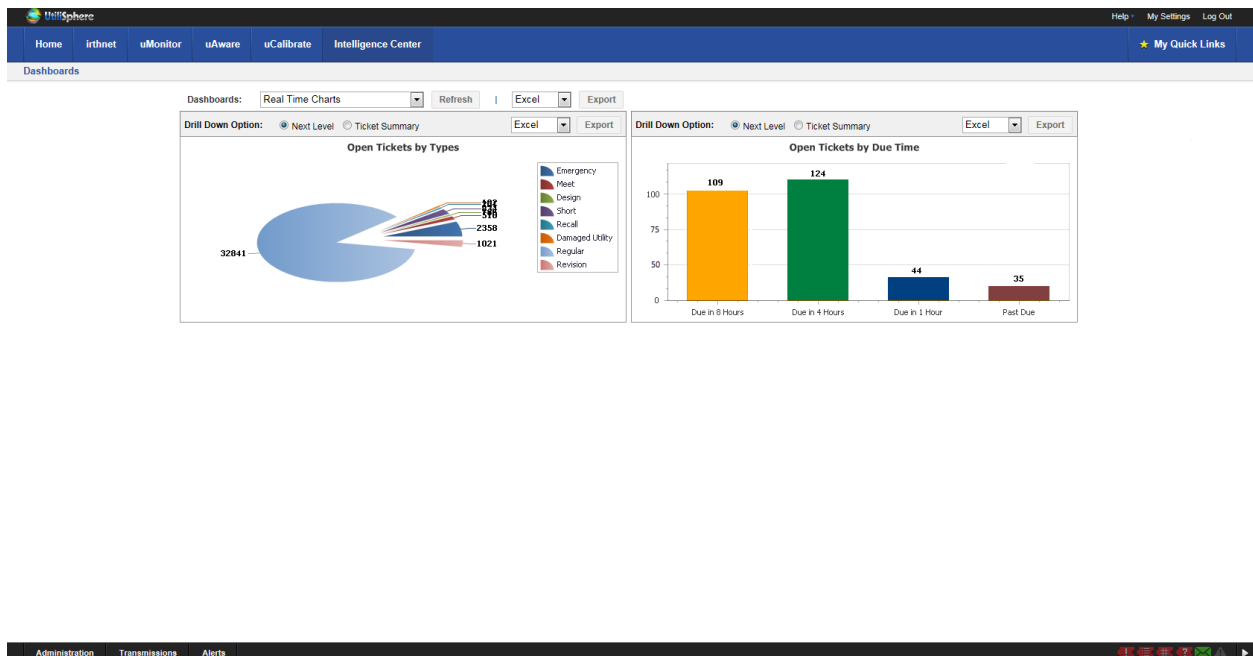 UtiliSphere Help My Settings Log Out
Home irthnet uMonitor uAware uCalibrate Intelligence Center My Quick Links
Dashboards
Dashboards: Real Time Charts Refresh | Excel Export
Drill Down Option: Next Level Ticket Summary Excel Export
Open Tickets by Types
Emergency
Meet
Design
Short
Recall
Damaged Utility
Regular
Revision
2358
1021
32841
Drill Down Option: Next Level Ticket Summary Excel Export
Open Tickets by Due Time
109
124
44
35
100
75
50
0
Due in 8 Hours Due in 4 Hours Due in 1 Hour Past Due
Administration Transmissions Alerts